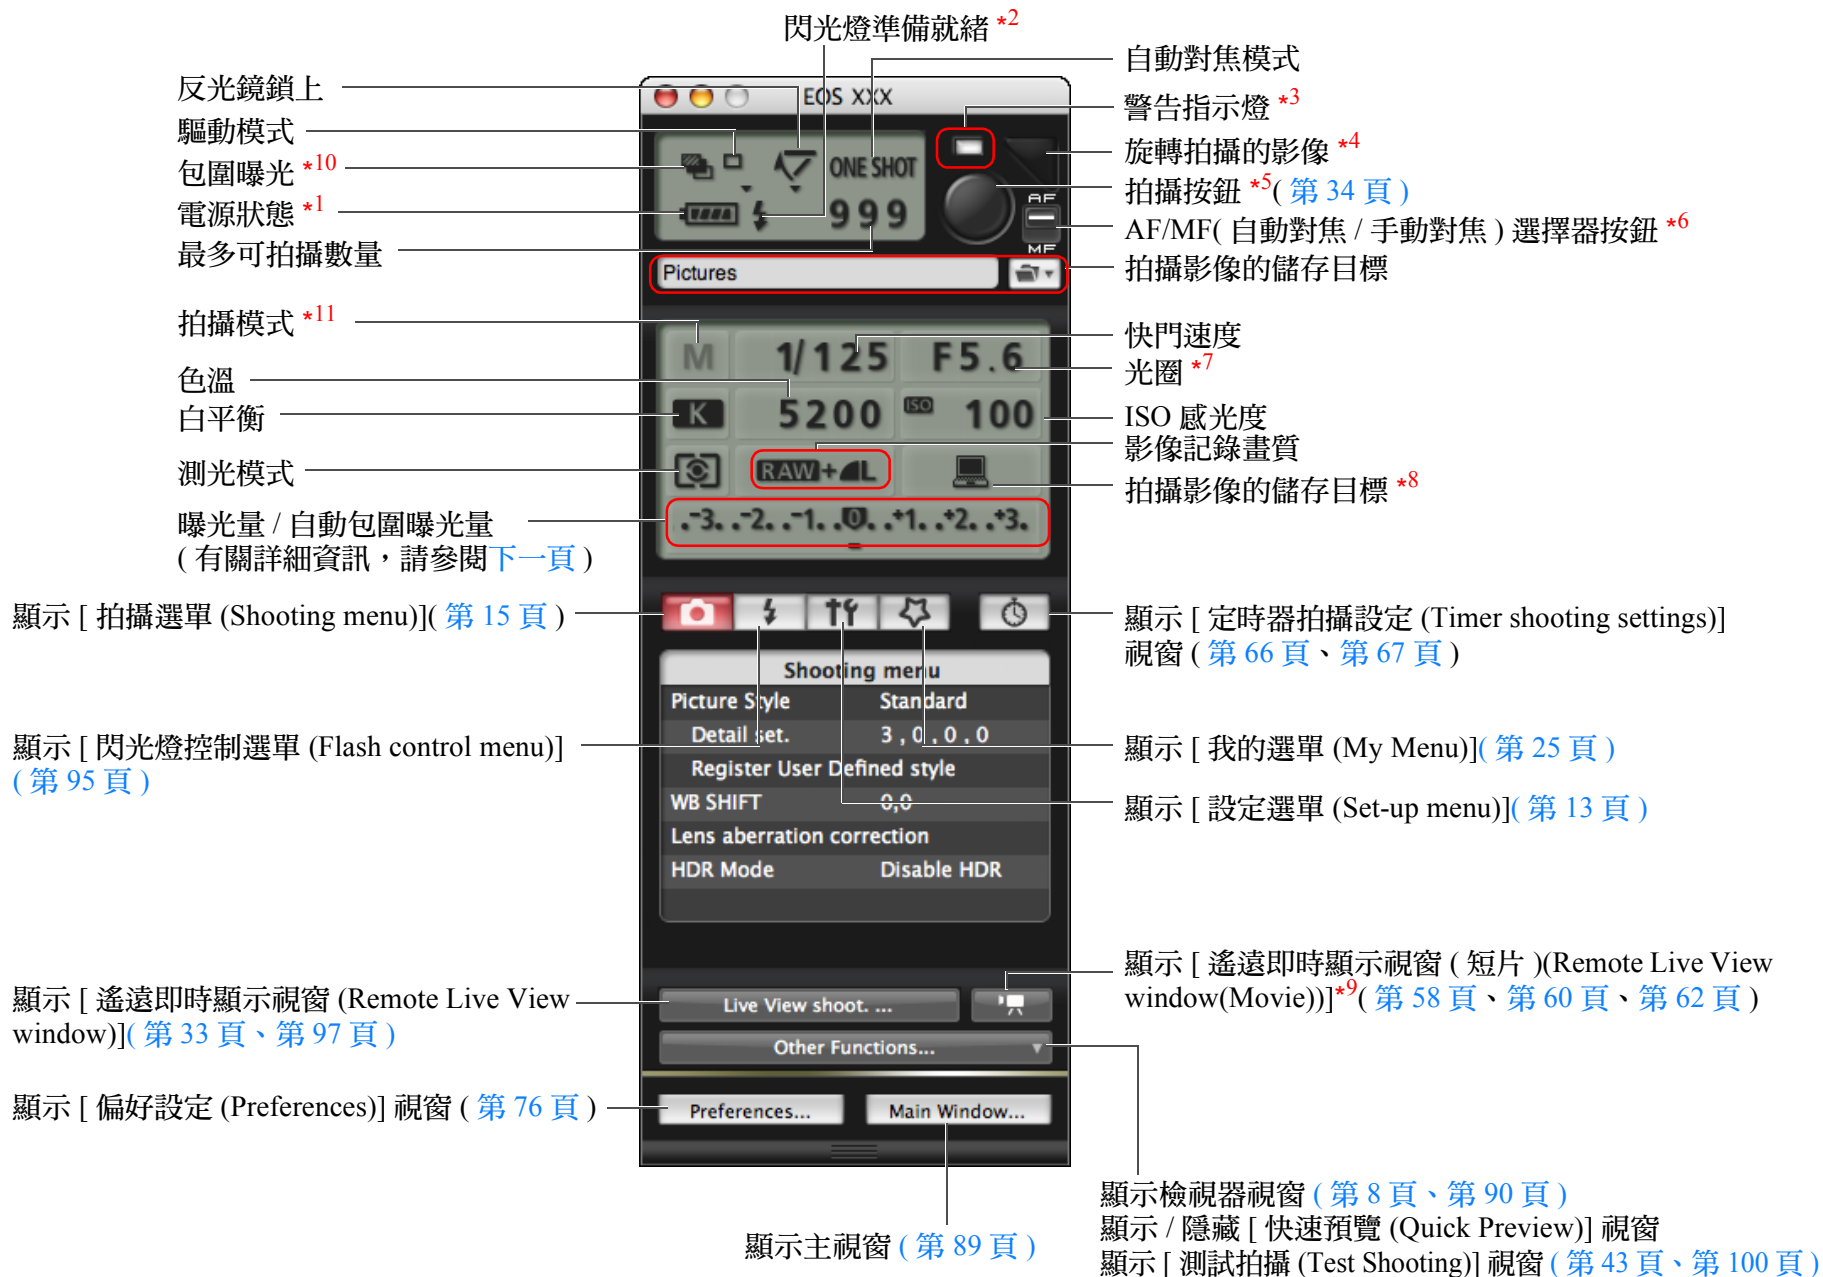 閃光燈準備就緒 *2
反光鏡鎖上
驅動模式
包圍曝光 *10
電源狀態 *1
最多可拍攝數量
拍攝模式 *11
色溫
白平衡
測光模式
曝光量 / 自動包圍曝光量
( 有關詳細資訊，請參閱下一頁 )
顯示 [ 拍攝選單 (Shooting menu)]( 第 15 頁 )
顯示 [ 閃光燈控制選單 (Flash control menu)]
( 第 95 頁 )
顯示 [ 遙遠即時顯示視窗 (Remote Live View
window)]( 第 33 頁、第 97 頁 )
顯示 [ 偏好設定 (Preferences)] 視窗 ( 第 76 頁 )
EOS XXX
ONE SHOT
999
AF
MF
Pictures
M 1/125 F5.6
K 5200 ISO 100
RAW+L
.-3. .-2. .-1. .0. .+1. .+2. .+3.
Shooting menu
Picture Style Standard
Detail set. 3 , 0 , 0 , 0
Register User Defined style
WB SHIFT 0,0
Lens aberration correction
HDR Mode Disable HDR
Live View shoot. ...
Other Functions...
Preferences... Main Window...
自動對焦模式
警告指示燈 *3
旋轉拍攝的影像 *4
拍攝按鈕 *5( 第 34 頁 )
AF/MF( 自動對焦 / 手動對焦 ) 選擇器按鈕 *6
拍攝影像的儲存目標
快門速度
光圈 *7
ISO 感光度
影像記錄畫質
拍攝影像的儲存目標 *8
顯示 [ 定時器拍攝設定 (Timer shooting settings)]
視窗 ( 第 66 頁、第 67 頁 )
顯示 [ 我的選單 (My Menu)]( 第 25 頁 )
顯示 [ 設定選單 (Set-up menu)]( 第 13 頁 )
顯示 [ 遙遠即時顯示視窗 ( 短片 )(Remote Live View
window(Movie))]*9( 第 58 頁、第 60 頁、第 62 頁 )
顯示主視窗 ( 第 89 頁 )
顯示檢視器視窗 ( 第 8 頁、第 90 頁 )
顯示 / 隱藏 [ 快速預覽 (Quick Preview)] 視窗
顯示 [ 測試拍攝 (Test Shooting)] 視窗 ( 第 43 頁、第 100 頁 )